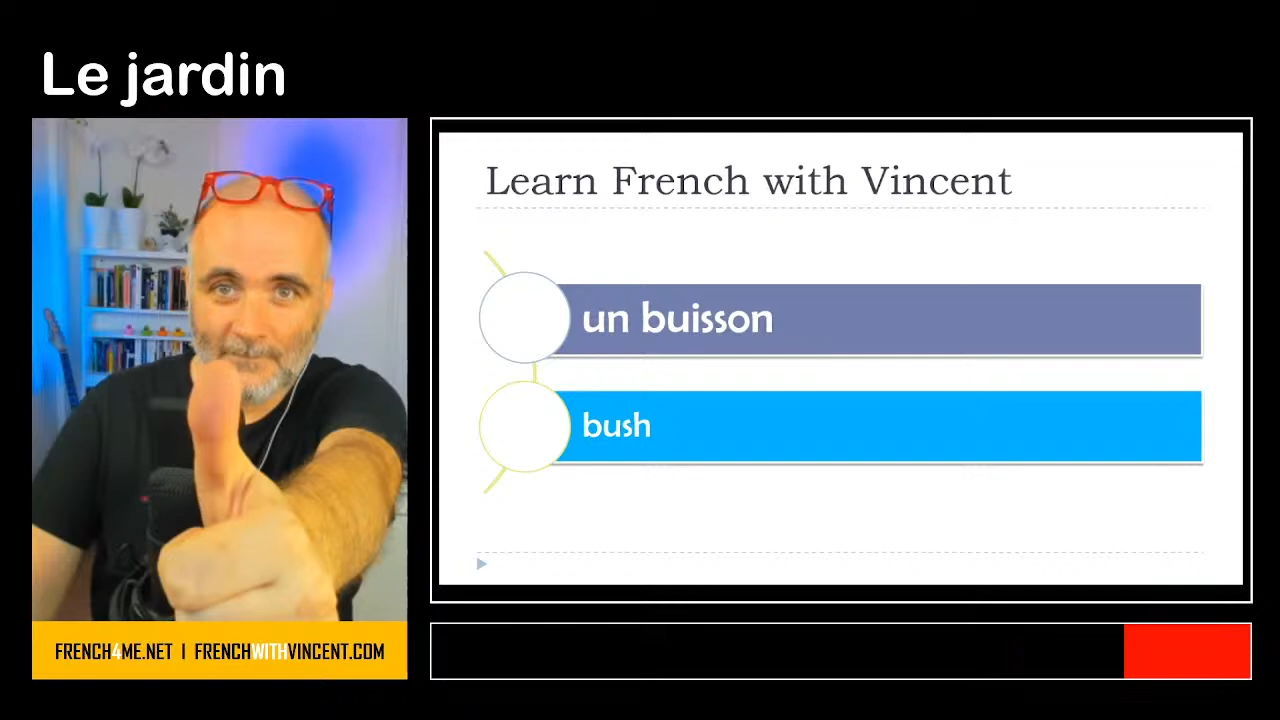 Le jardin
Learn French with Vincent
un buisson
bush
FRENCH4ME.NET I FRENCHWITHVINCENT.COM